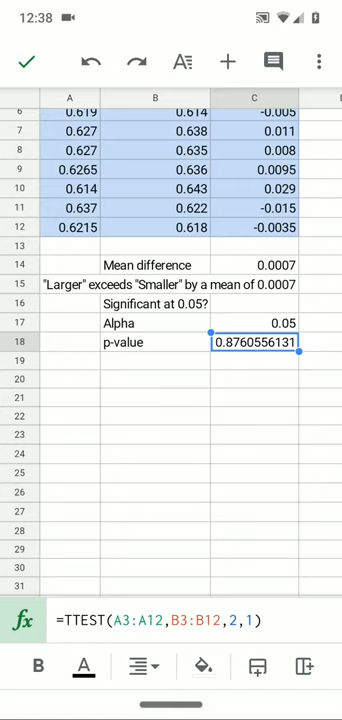 12:38
A B C
6 0.619 0.614 -0.005
7 0.627 0.638 0.011
8 0.627 0.635 0.008
9 0.6265 0.636 0.0095
10 0.614 0.643 0.029
11 0.637 0.622 -0.015
12 0.6215 0.618 -0.0035
13
14 Mean difference 0.0007
15 "Larger" exceeds "Smaller" by a mean of 0.0007
16 Significant at 0.05?
17 Alpha 0.05
18 p-value 0.8760556131
19
20
21
22
23
24
25
26
27
28
29
30
31
fx =TTEST(A3:A12,B3:B12,2,1)
B A